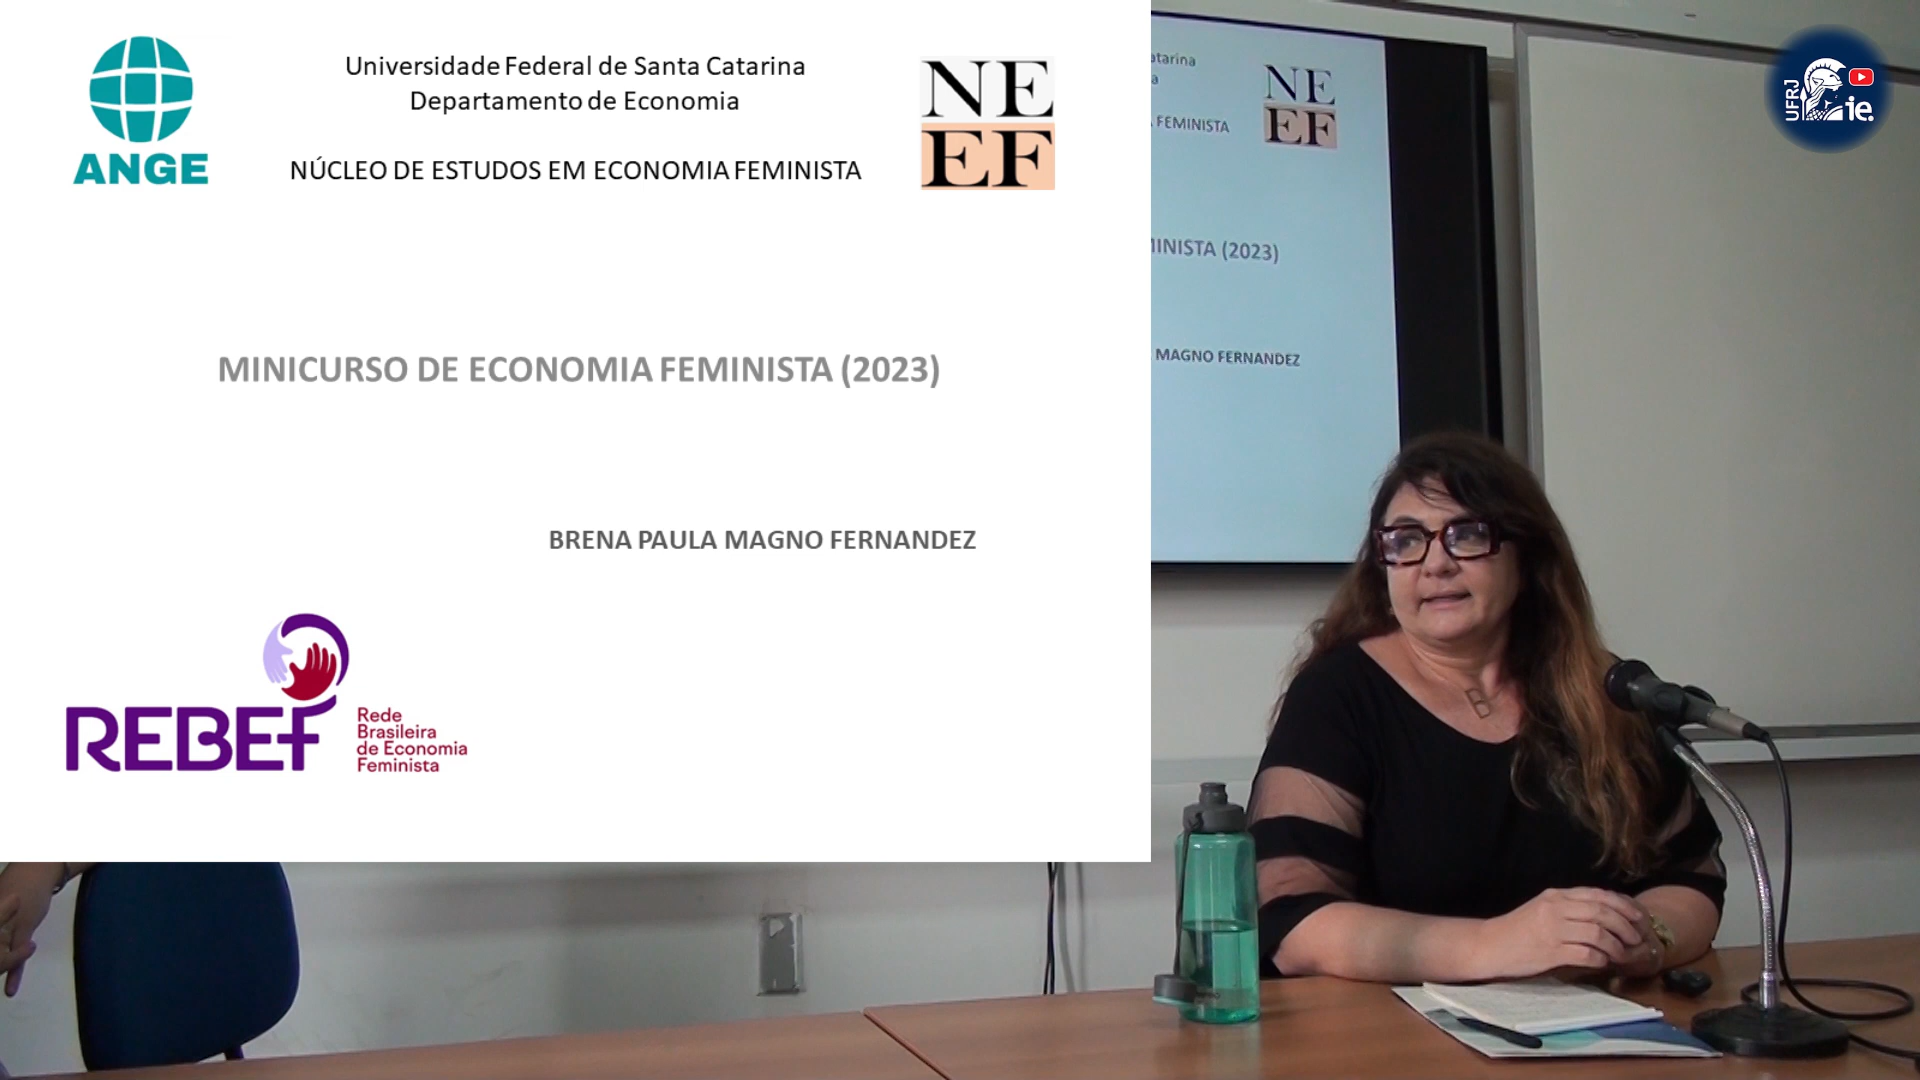 ANGE
Universidade Federal de Santa Catarina
Departamento de Economia
NÚCLEO DE ESTUDOS EM ECONOMIA FEMINISTA
NE
EF
MINICURSO DE ECONOMIA FEMINISTA (2023)
BRENA PAULA MAGNO FERNANDEZ
REBEF
Rede
Brasileira
de Economia
Feminista
atarina
a
FEMINISTA
NE
EF
MINISTA (2023)
MAGNO FERNANDEZ
UFRJ
ie.